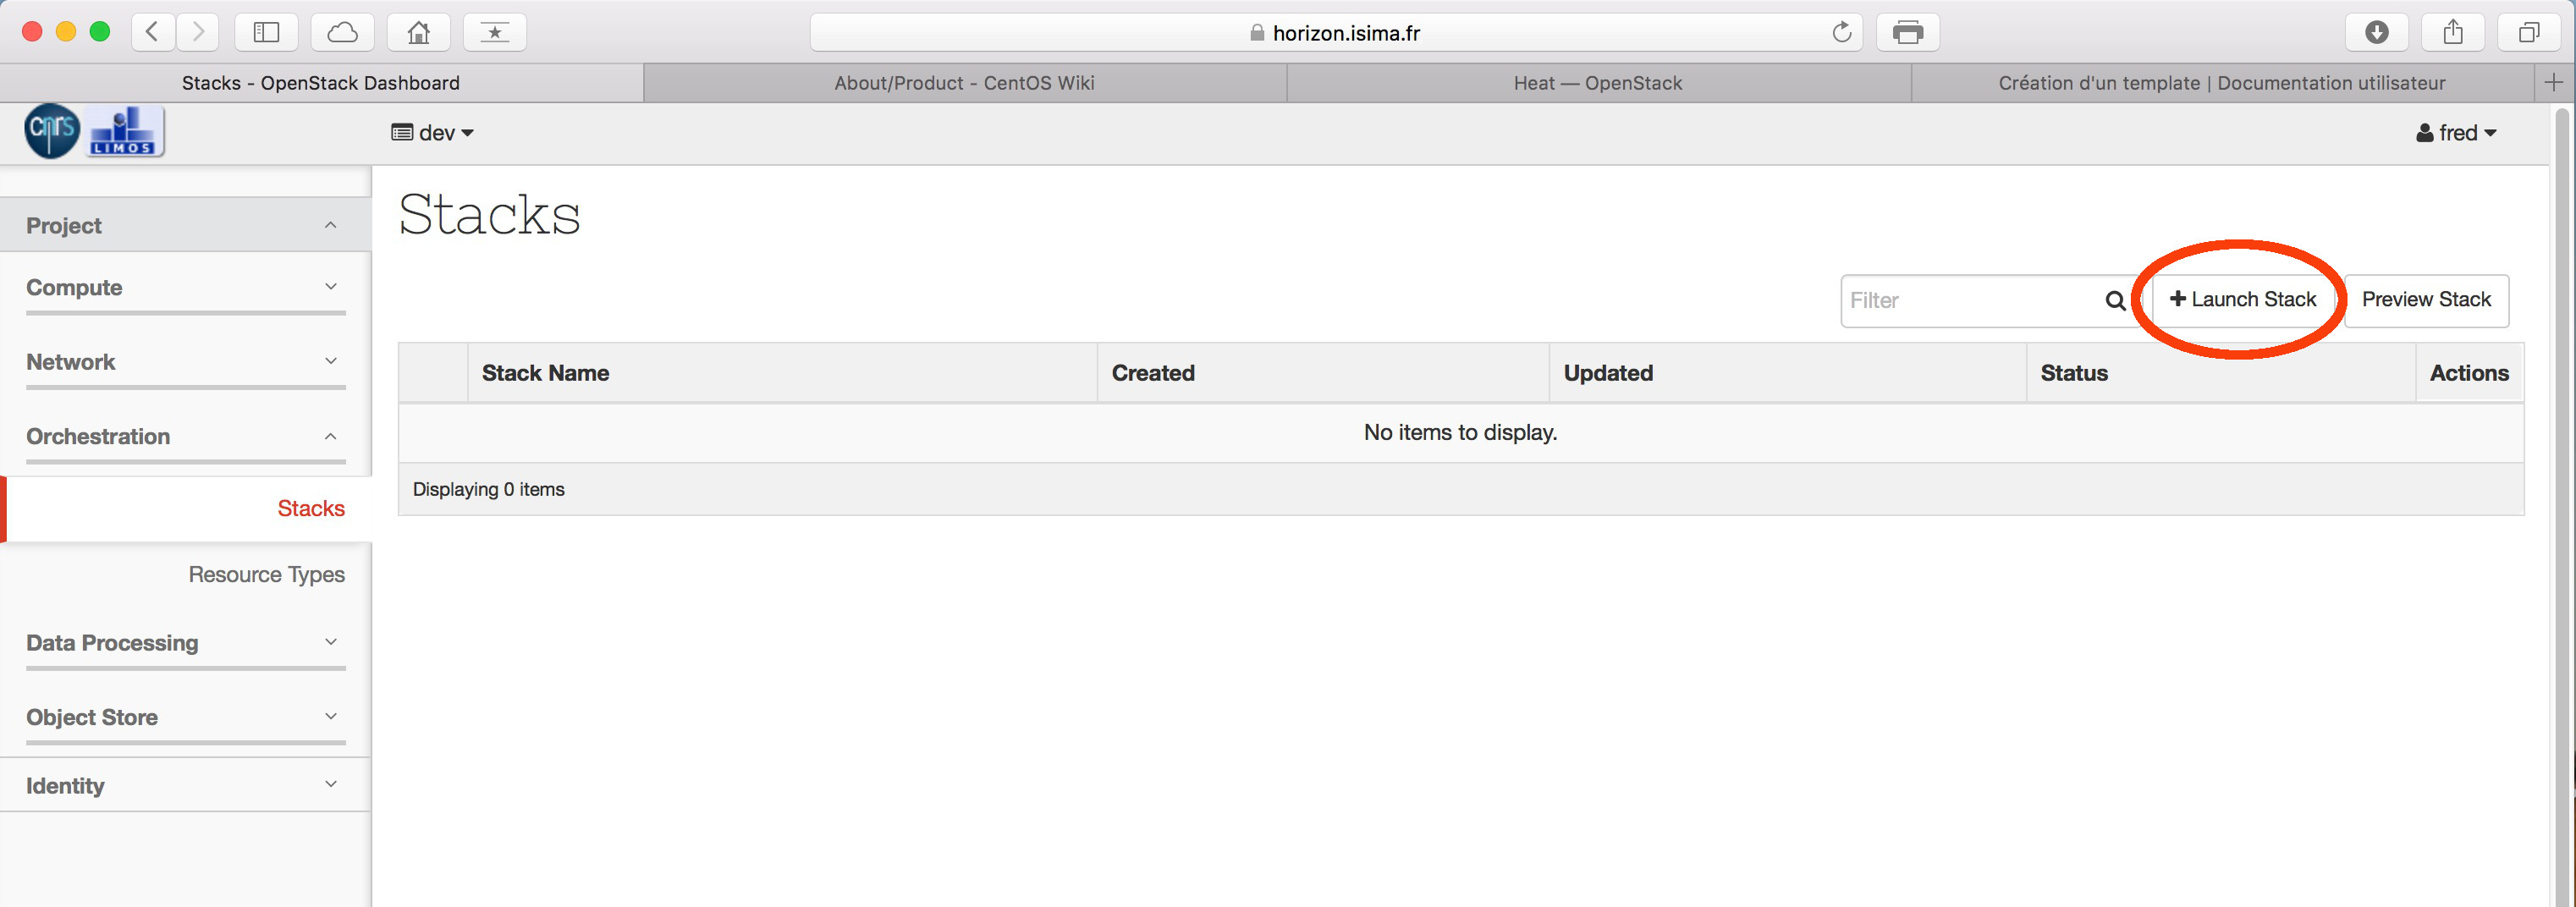 horizon.isima.fr
Stacks - OpenStack Dashboard
About/Product - CentOS Wiki
Heat — OpenStack
Création d'un template | Documentation utilisateur
cnrs
LIMOS
dev
fred
Project
Compute
Network
Orchestration
Stacks
Resource Types
Data Processing
Object Store
Identity
Stacks
Filter
Launch Stack
Preview Stack
Stack Name Created Updated Status Actions
No items to display.
Displaying 0 items